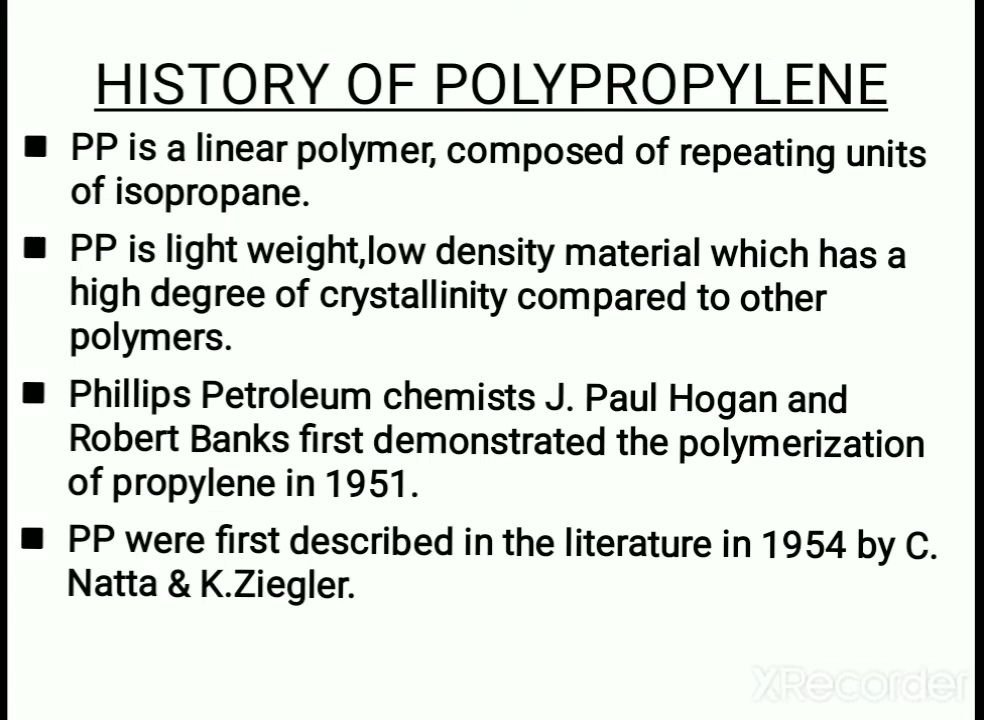 HISTORY OF POLYPROPYLENE
■ PP is a linear polymer, composed of repeating units
of isopropane.
■ PP is light weight,low density material which has a
high degree of crystallinity compared to other
polymers.
■ Phillips Petroleum chemists J. Paul Hogan and
Robert Banks first demonstrated the polymerization
of propylene in 1951.
■ PP were first described in the literature in 1954 by C.
Natta & K.Ziegler.
XRecorder